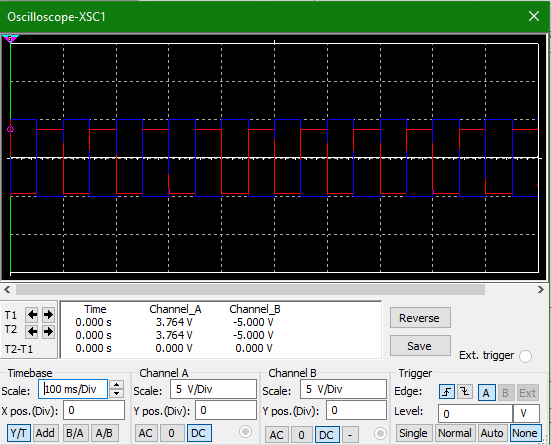 Oscilloscope-XSC1
T1
T2
T2-T1
Time Channel_A Channel_B
0.000 s 3.764 V -5.000 V
0.000 s 3.764 V -5.000 V
0.000 s 0.000 V 0.000 V
Reverse
Save
Ext. trigger
Timebase
Scale: 100 ms/Div
X pos.(Div): 0
Y/T Add B/A A/B
Channel A
Scale: 5 V/Div
Y pos.(Div): 0
AC 0 DC
Channel B
Scale: 5 V/Div
Y pos.(Div): 0
AC 0 DC -
Trigger
Edge: A B Ext
Level: 0 V
Single Normal Auto None